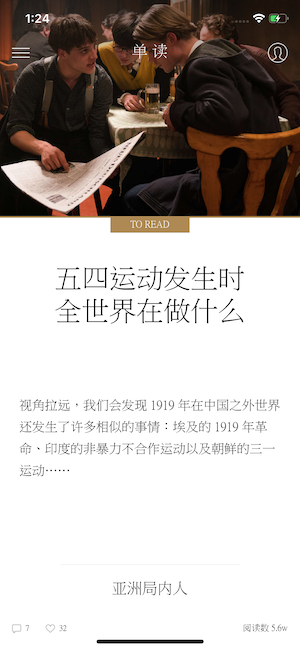 1:24
单读
TO READ
五四运动发生时
全世界在做什么
视角拉远，我们会发现 1919 年在中国之外世界
还发生了许多相似的事情：埃及的 1919 年革
命、印度的非暴力不合作运动以及朝鲜的三一
运动……
亚洲局内人
7
32
阅读数 5.6w